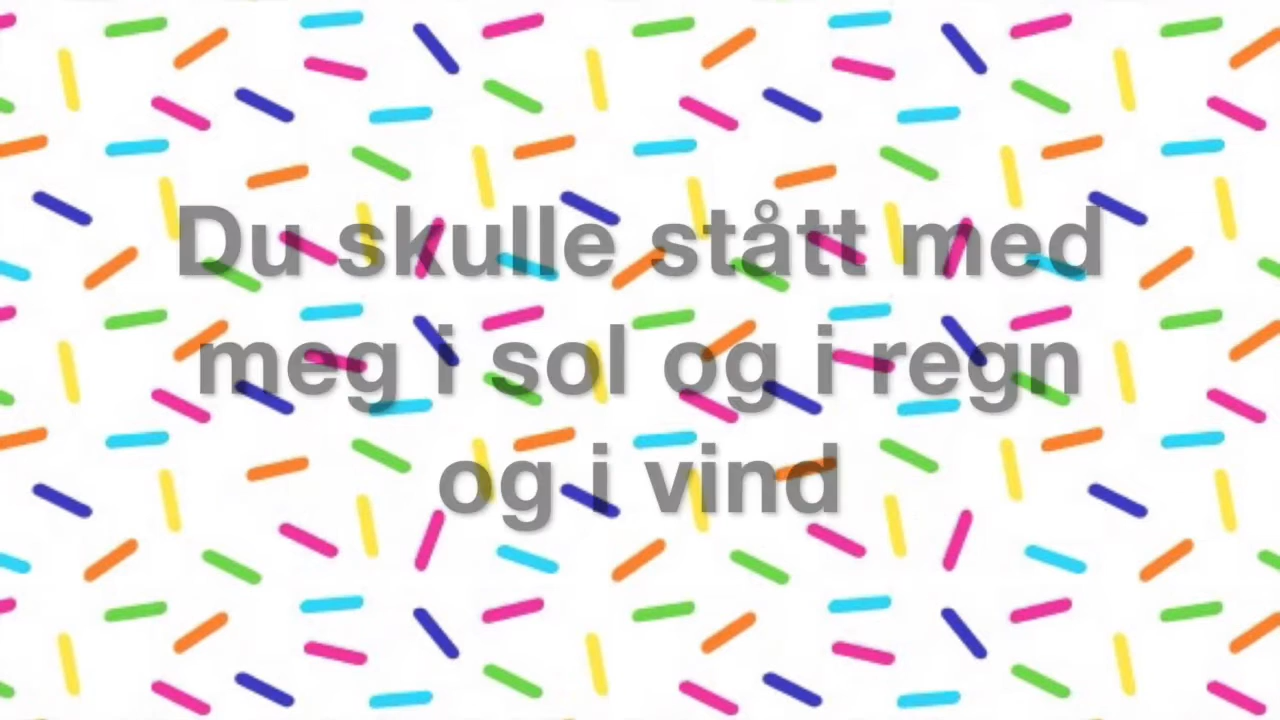 Du skulle stått med
meg i sol og i regn
og i vind